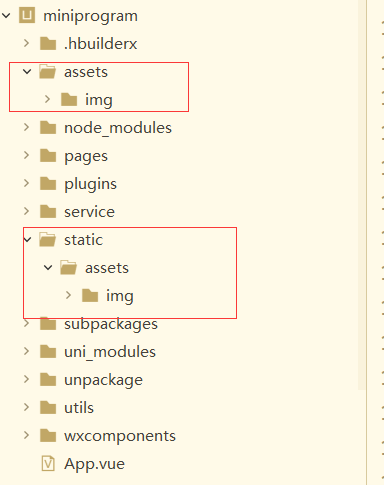 miniprogram
.hbuilderx
assets
img
node_modules
pages
plugins
service
static
assets
img
subpackages
uni_modules
unpackage
utils
wxcomponents
App.vue